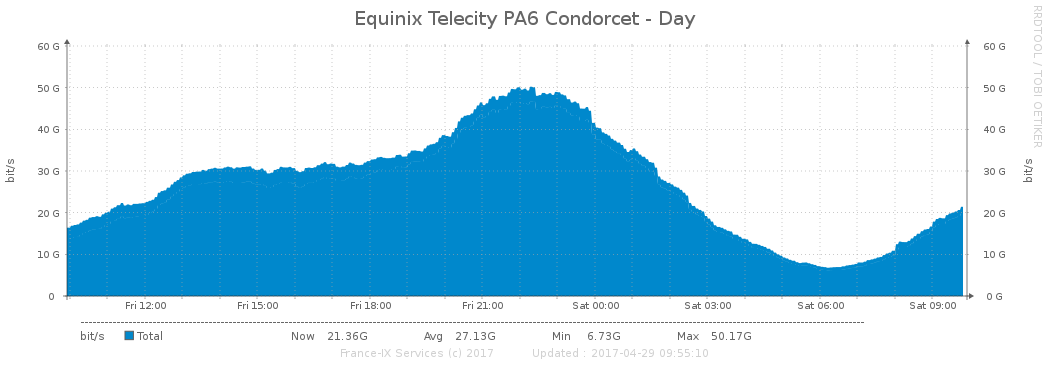 Equinix Telecity PA6 Condorcet - Day
RRDTOOL / TOBI OETIKER
60 G 60 G
50 G 50 G
40 G 40 G
30 G 30 G
20 G 20 G
10 G 10 G
0 0 G
bit/s
bit/s
Fri 12:00 Fri 15:00 Fri 18:00 Fri 21:00 Sat 00:00 Sat 03:00 Sat 06:00 Sat 09:00
bit/s Total Now 21.36G Avg 27.13G Min 6.73G Max 50.17G
France-IX Services (c) 2017 Updated : 2017-04-29 09:55:10